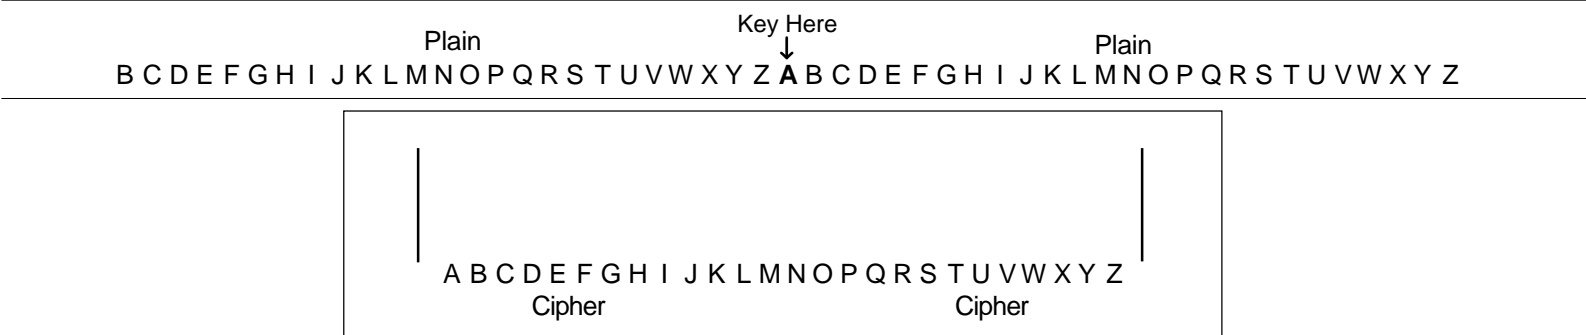 Plain Key Here Plain
B C D E F G H I J K L M N O P Q R S T U V W X Y Z A B C D E F G H I J K L M N O P Q R S T U V W X Y Z
A B C D E F G H I J K L M N O P Q R S T U V W X Y Z
Cipher Cipher